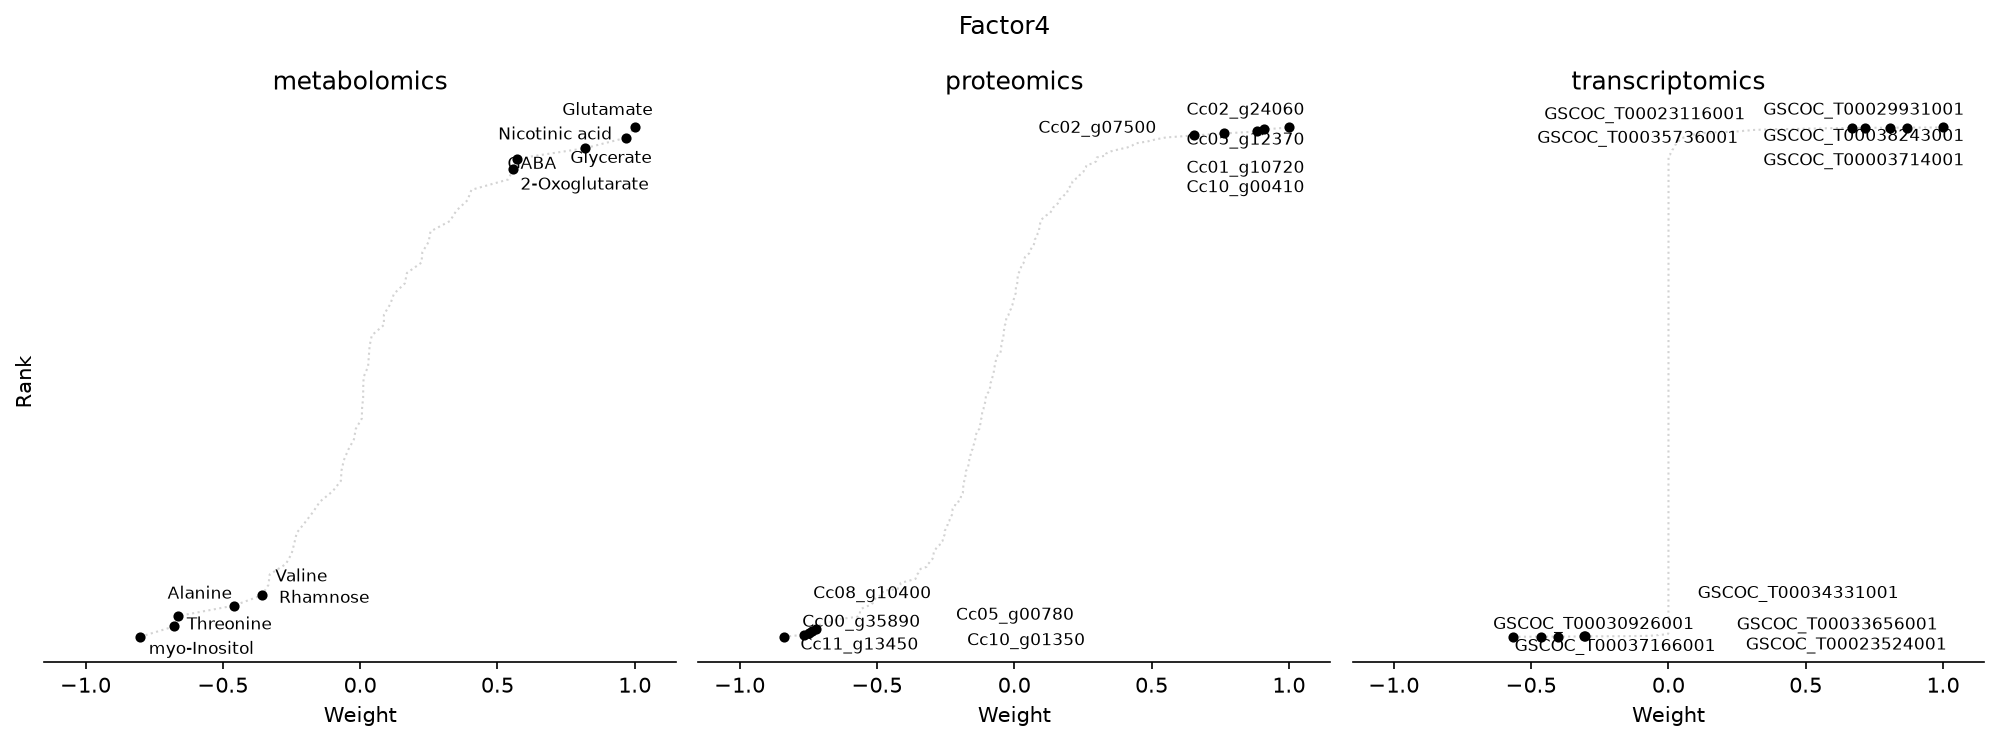 Factor4
metabolomics
Glutamate
Nicotinic acid
Glycerate
GABA
2-Oxoglutarate
Rank
Valine
Alanine
Rhamnose
Threonine
myo-Inositol
−1.0 −0.5 0.0 0.5 1.0
Weight
proteomics
Cc02_g24060
Cc02_g07500
Cc05_g12370
Cc01_g10720
Cc10_g00410
Cc08_g10400
Cc05_g00780
Cc00_g35890
Cc10_g01350
Cc11_g13450
−1.0 −0.5 0.0 0.5 1.0
Weight
transcriptomics
GSCOC_T00023116001 GSCOC_T00029931001
GSCOC_T00035736001 GSCOC_T00038243001
GSCOC_T00003714001
GSCOC_T00034331001
GSCOC_T00030926001 GSCOC_T00033656001
GSCOC_T00037166001 GSCOC_T00023524001
−1.0 −0.5 0.0 0.5 1.0
Weight